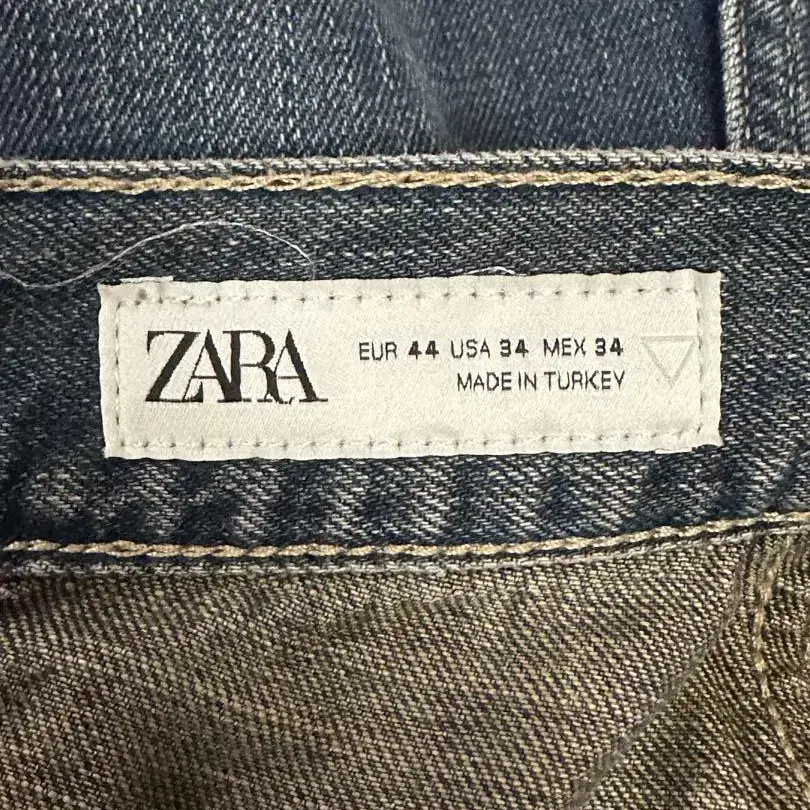 ZARA
EUR 44 USA 34 MEX 34
MADE IN TURKEY